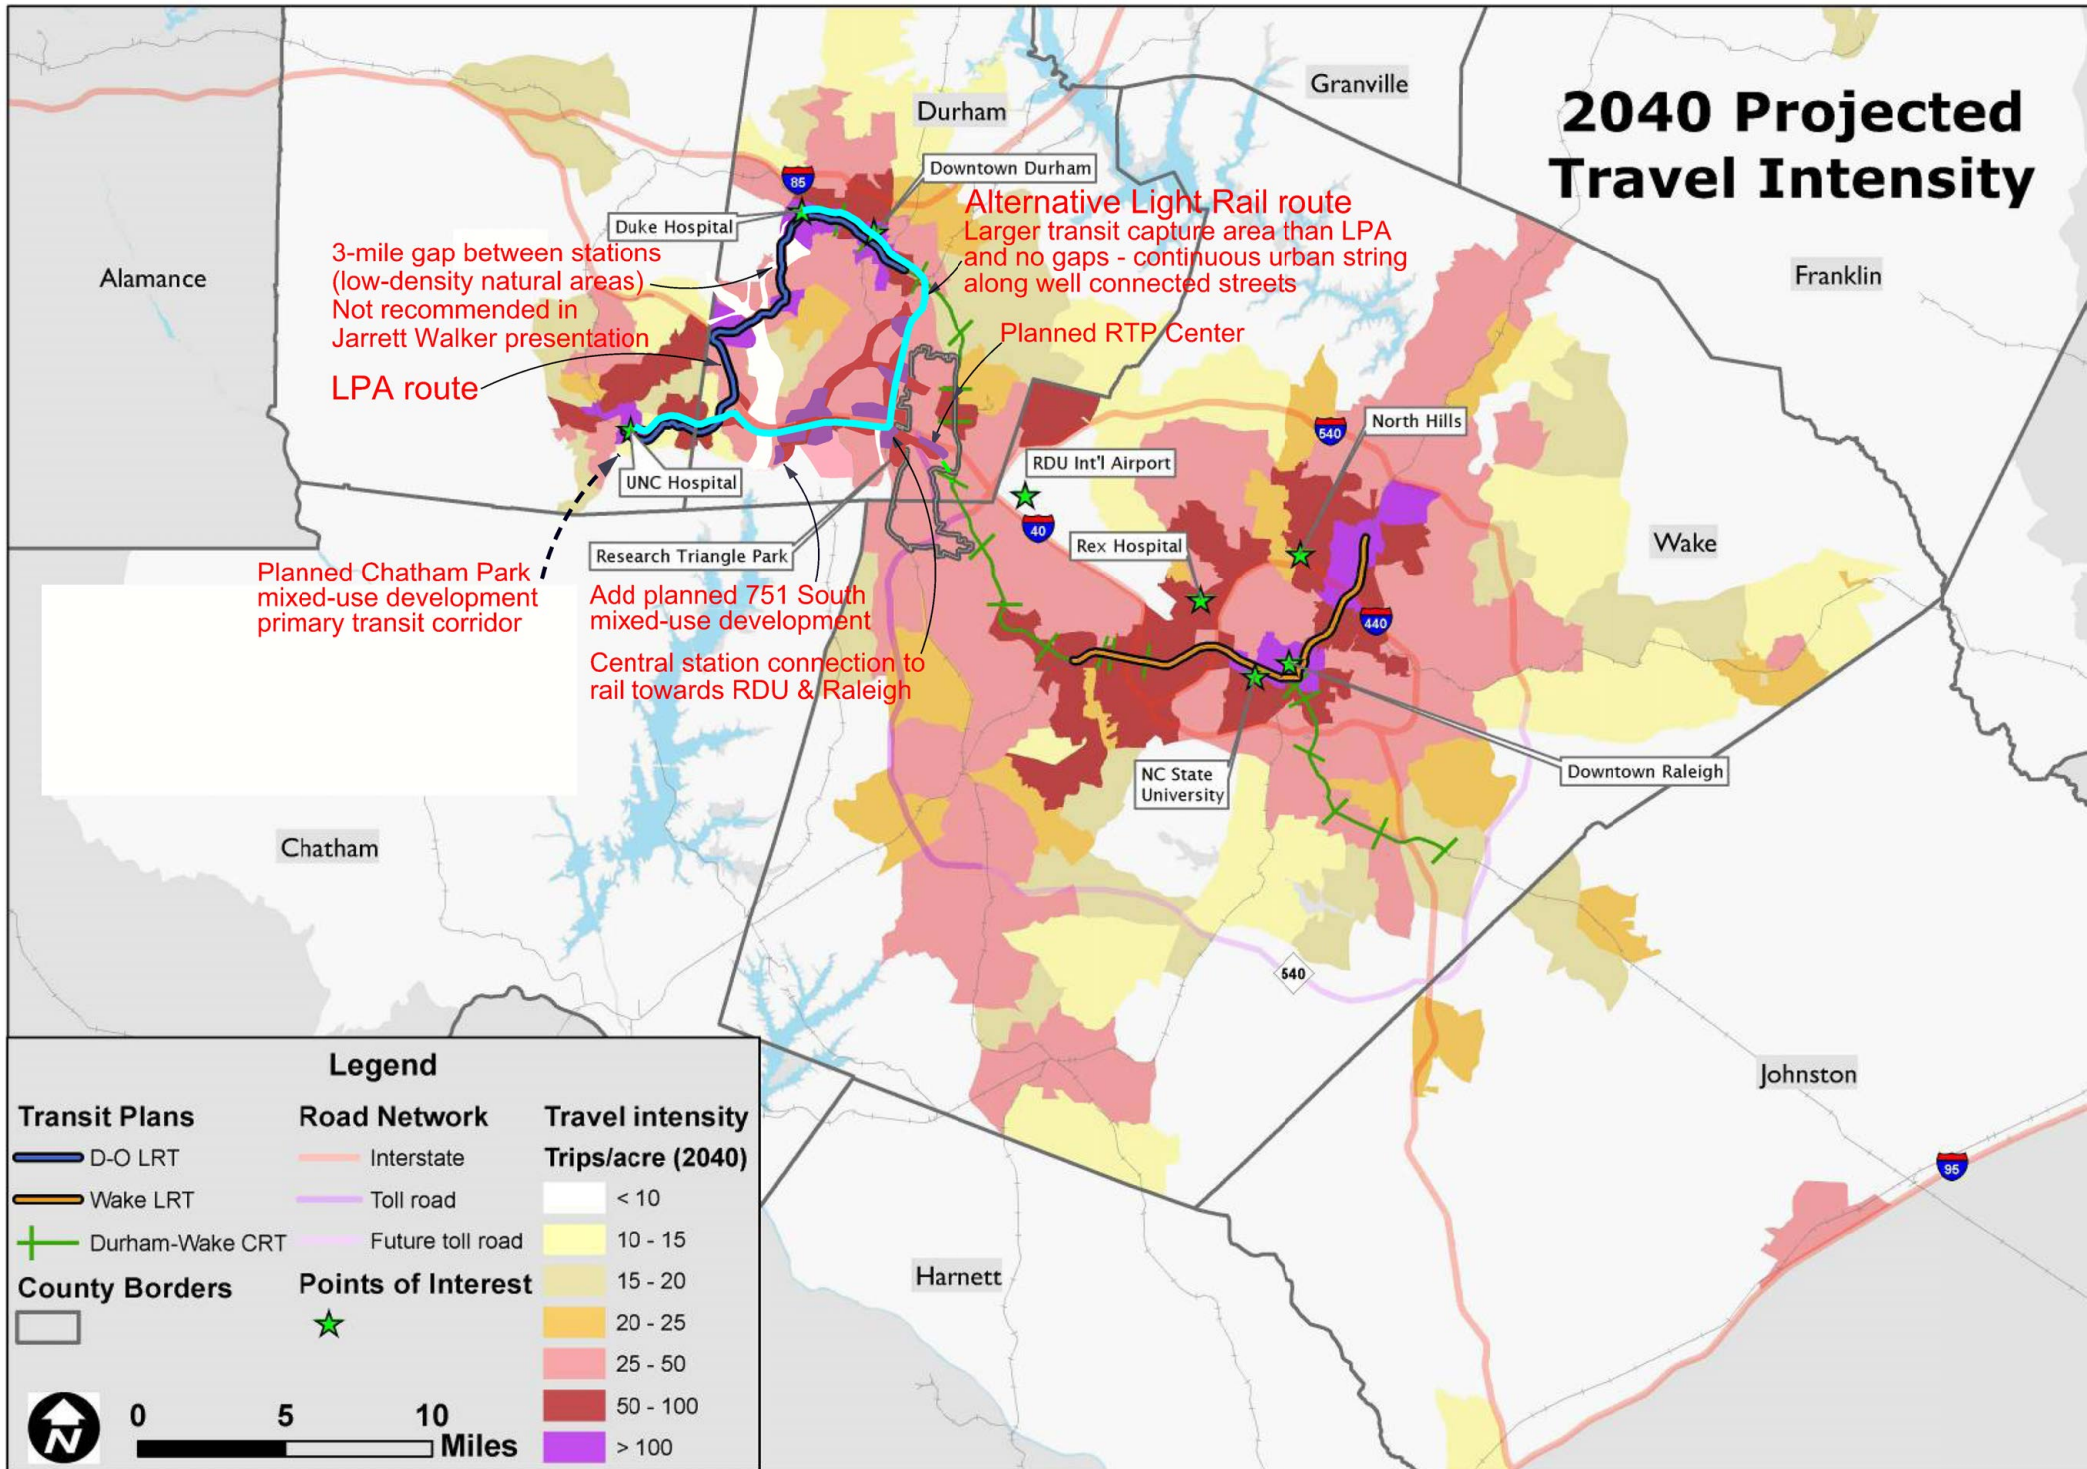 2040 Projected
Travel Intensity
Granville
Durham
Downtown Durham
85
Alternative Light Rail route
Larger transit capture area than LPA
and no gaps - continuous urban string
along well connected streets
Duke Hospital
3-mile gap between stations
(low-density natural areas)
Not recommended in
Jarrett Walker presentation
Alamance
Franklin
Planned RTP Center
LPA route
North Hills
540
RDU Int'l Airport
UNC Hospital
40
Rex Hospital
Wake
Research Triangle Park
Planned Chatham Park
mixed-use development
primary transit corridor
Add planned 751 South
mixed-use development
440
Central station connection to
rail towards RDU & Raleigh
NC State
University
Downtown Raleigh
Chatham
540
Johnston
95
Harnett
Legend
Transit Plans
D-O LRT
Wake LRT
Durham-Wake CRT
County Borders
Road Network
Interstate
Toll road
Future toll road
Points of Interest
Travel intensity
Trips/acre (2040)
< 10
10 - 15
15 - 20
20 - 25
25 - 50
50 - 100
> 100
N
0 5 10
Miles